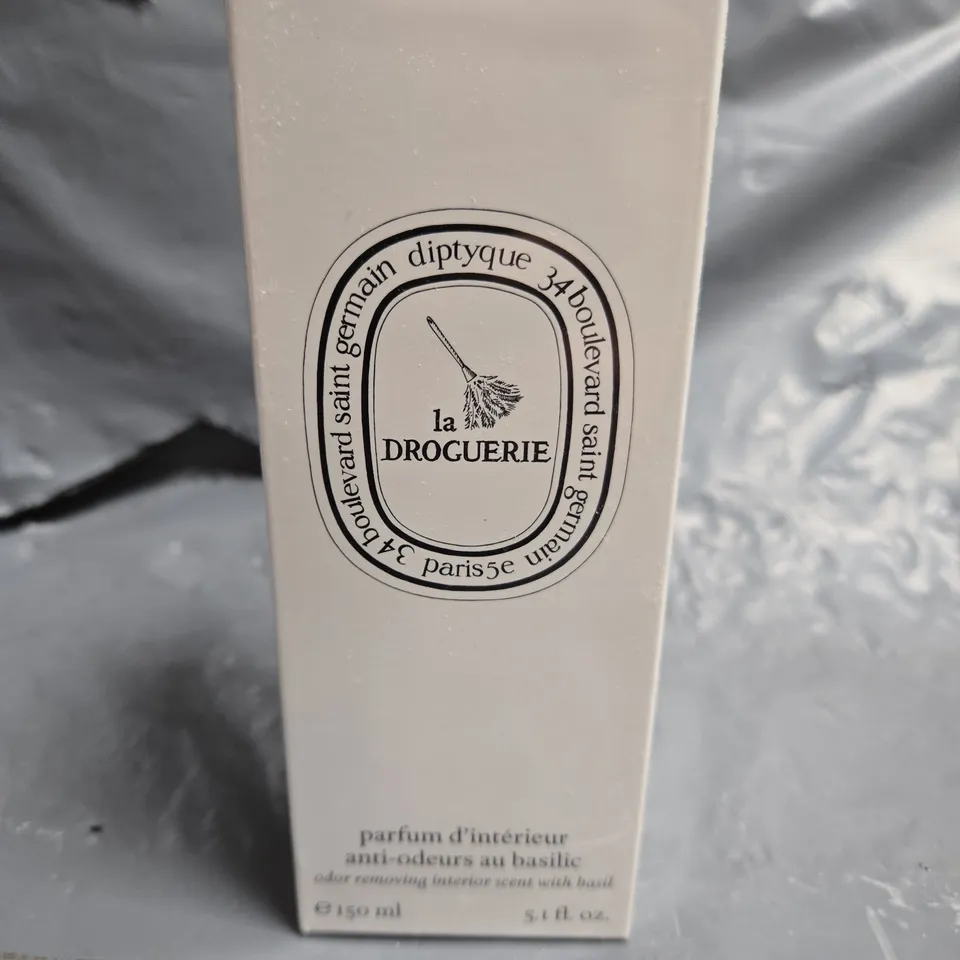 diptyque 34 boulevard saint germain paris 5e 34 boulevard saint germain
la
DROGUERIE
parfum d'intérieur
anti-odeurs au basilic
odor removing interior scent with basil
℮150 ml 5.1 fl. oz.